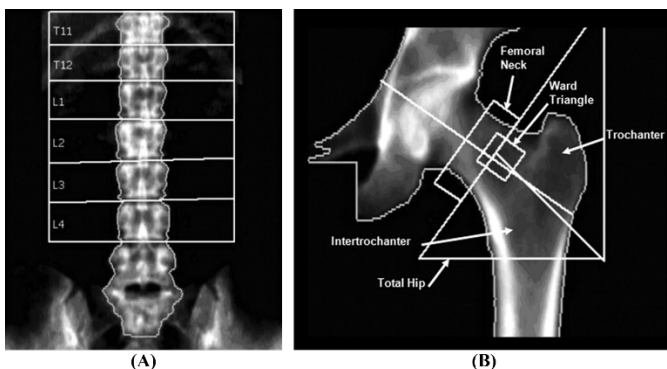 T11
T12
L1
L2
L3
L4
(A)
Femoral
Neck
Ward
Triangle
Trochanter
Intertrochanter
Total Hip
(B)